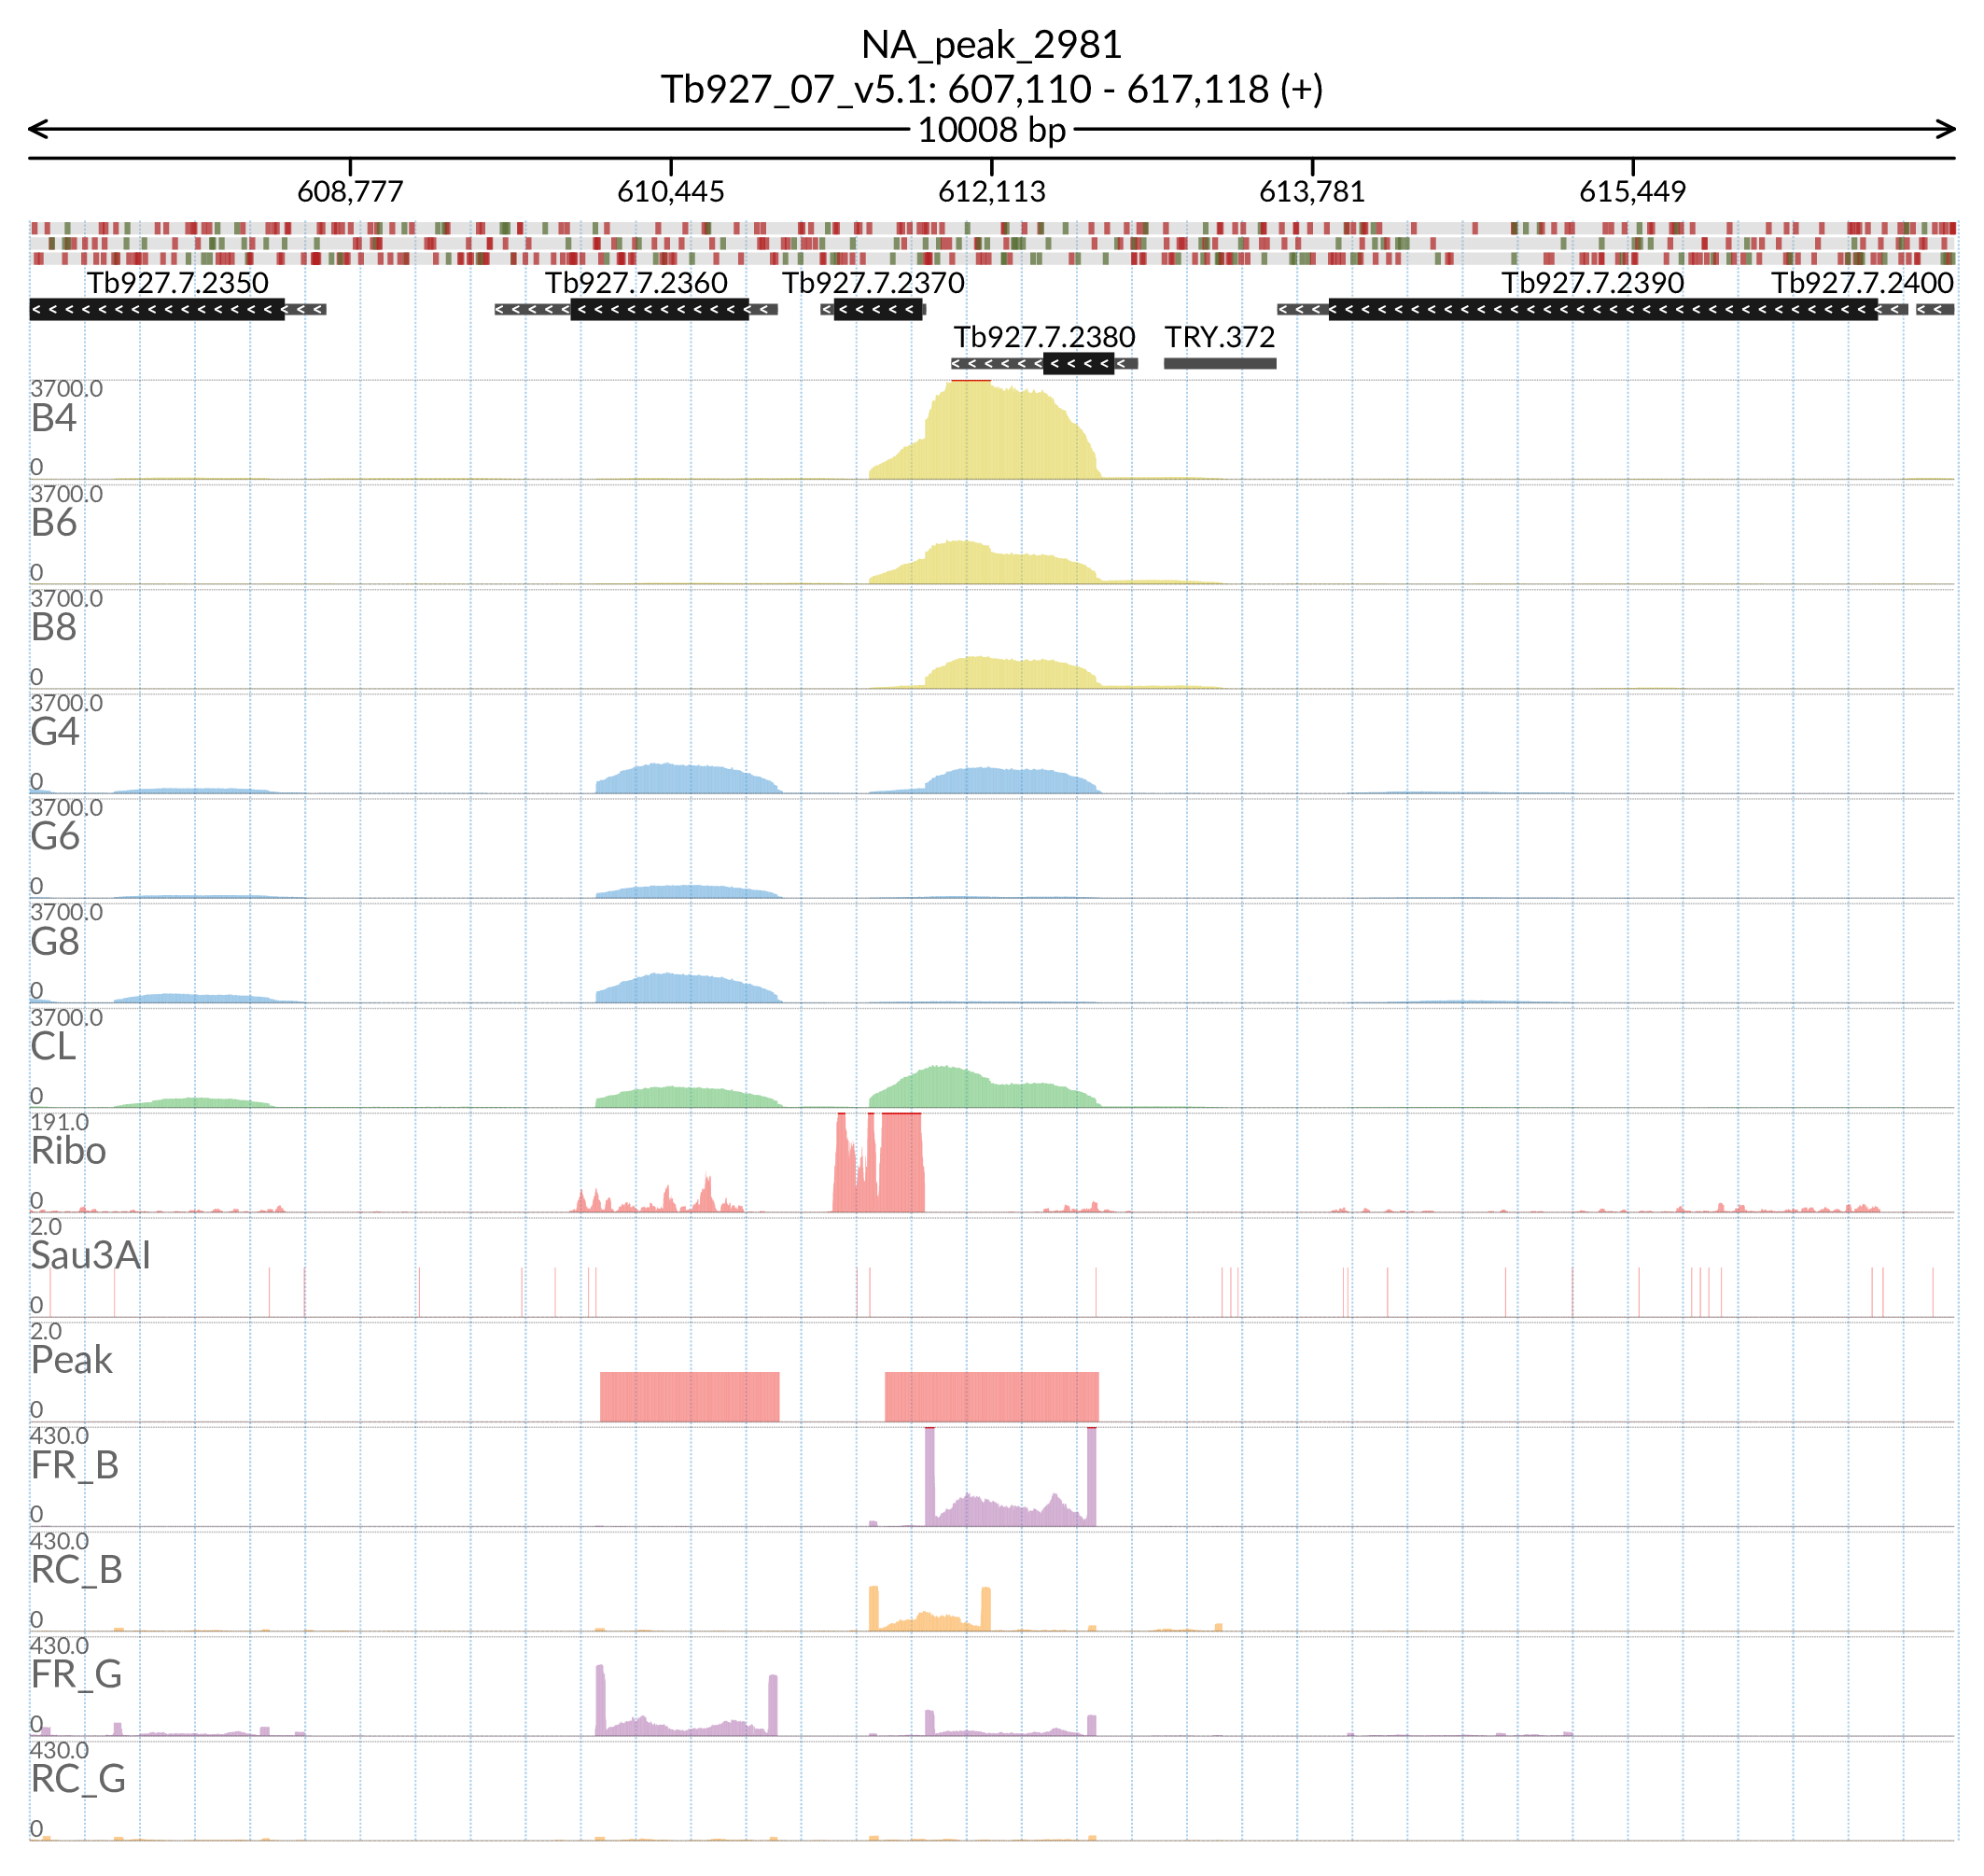 NA_peak_2981
Tb927_07_v5.1: 607,110 - 617,118 (+)
10008 bp
608,777 610,445 612,113 613,781 615,449
Tb927.7.2350 Tb927.7.2360 Tb927.7.2370 Tb927.7.2390 Tb927.7.2400
Tb927.7.2380 TRY.372
3700.0
B4
0
3700.0
B6
0
3700.0
B8
0
3700.0
G4
0
3700.0
G6
0
3700.0
G8
0
3700.0
CL
0
191.0
Ribo
0
2.0
Sau3AI
0
2.0
Peak
0
430.0
FR_B
0
430.0
RC_B
0
430.0
FR_G
0
430.0
RC_G
0